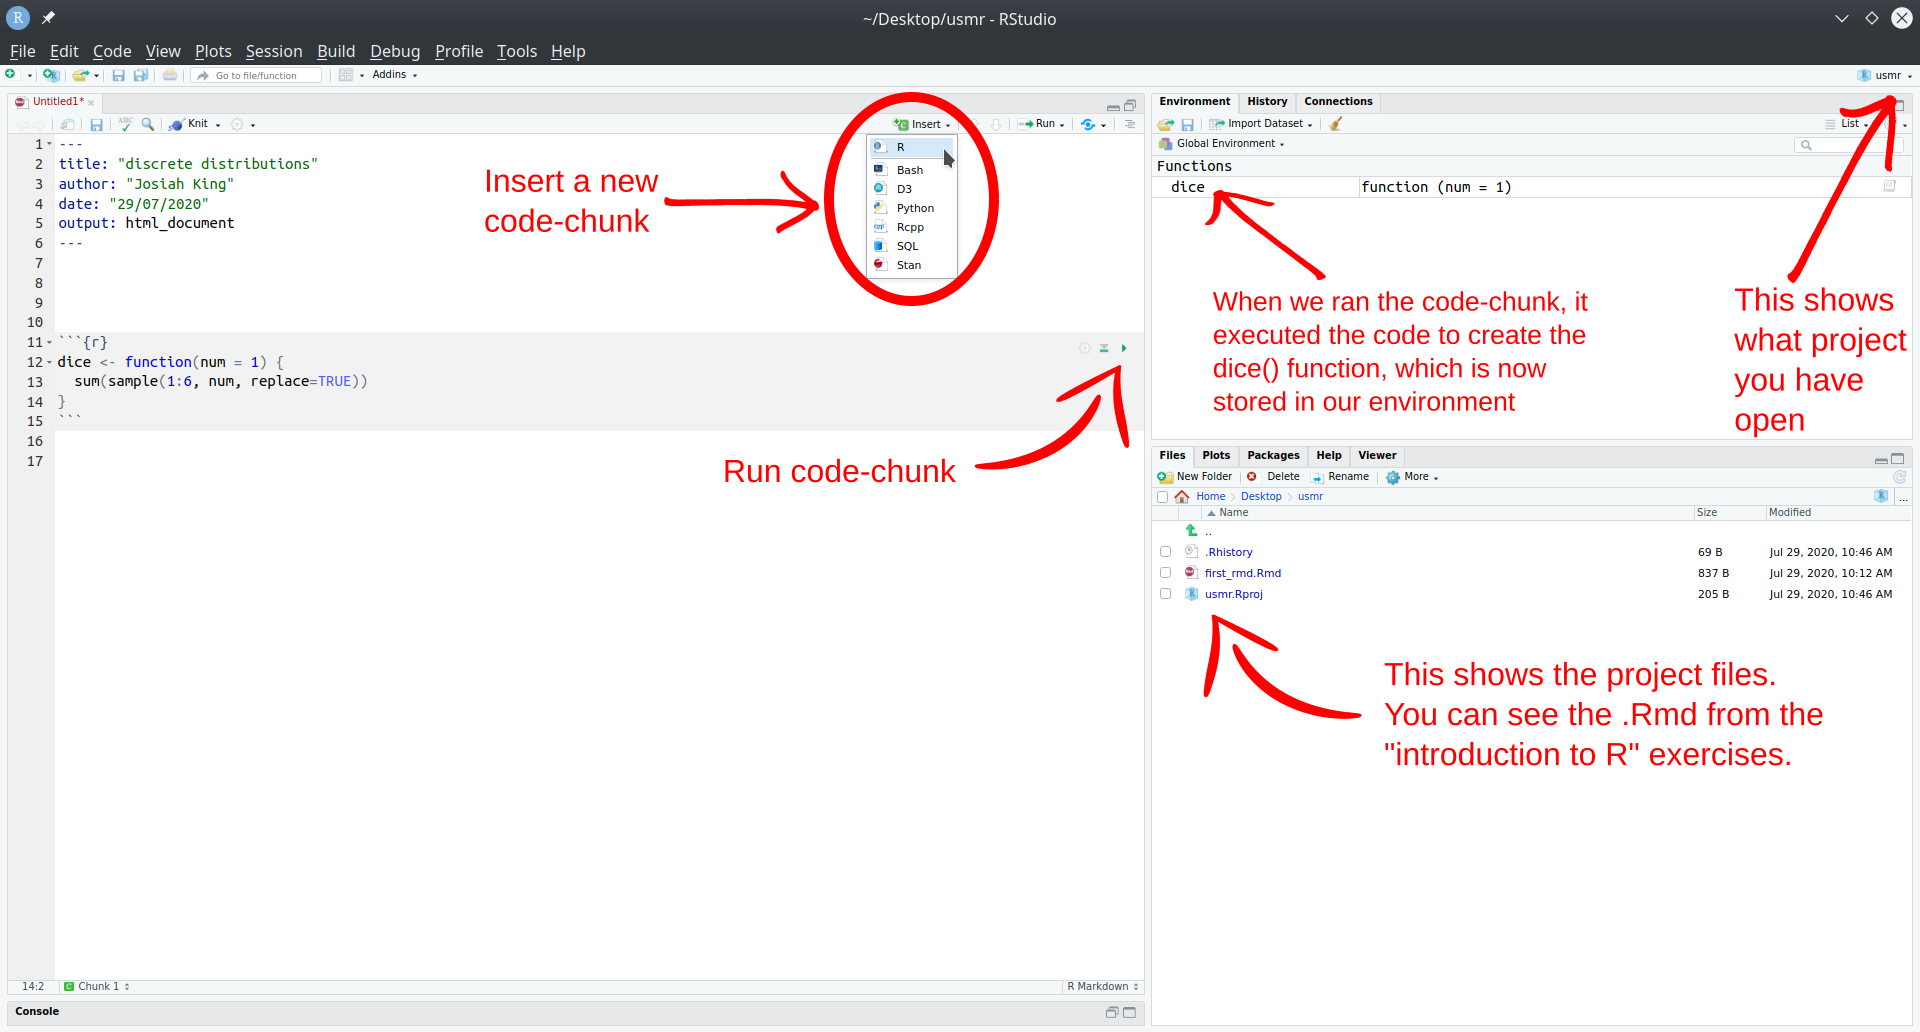 ~/Desktop/usmr - RStudio
File Edit Code View Plots Session Build Debug Profile Tools Help
Go to file/function Addins usmr
Untitled1*
ABC Knit Insert Run
1 ---
2 title: "discrete distributions"
3 author: "Josiah King"
4 date: "29/07/2020"
5 output: html_document
6 ---
7
8
9
10
11 ```{r}
12 dice <- function(num = 1) {
13 sum(sample(1:6, num, replace=TRUE))
14 }
15 ```
16
17
R
Bash
D3
Python
Rcpp
SQL
Stan
Insert a new
code-chunk
Run code-chunk
14:2 Chunk 1 R Markdown
Console
Environment History Connections
Import Dataset List
Global Environment
Functions
dice function (num = 1)
When we ran the code-chunk, it
executed the code to create the
dice() function, which is now
stored in our environment
This shows
what project
you have
open
Files Plots Packages Help Viewer
New Folder Delete Rename More
Home Desktop usmr ...
Name Size Modified
..
.Rhistory 69 B Jul 29, 2020, 10:46 AM
first_rmd.Rmd 837 B Jul 29, 2020, 10:12 AM
usmr.Rproj 205 B Jul 29, 2020, 10:46 AM
This shows the project files.
You can see the .Rmd from the
"introduction to R" exercises.